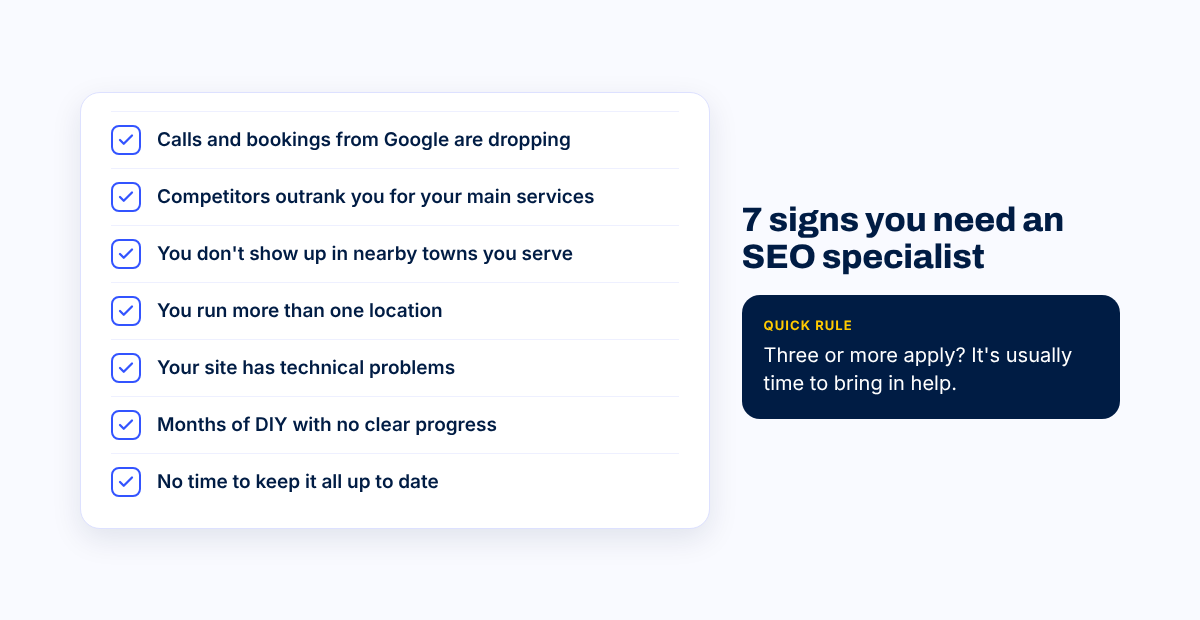 Calls and bookings from Google are dropping
Competitors outrank you for your main services
You don't show up in nearby towns you serve
You run more than one location
Your site has technical problems
Months of DIY with no clear progress
No time to keep it all up to date
7 signs you need an
SEO specialist
QUICK RULE
Three or more apply? It's usually
time to bring in help.